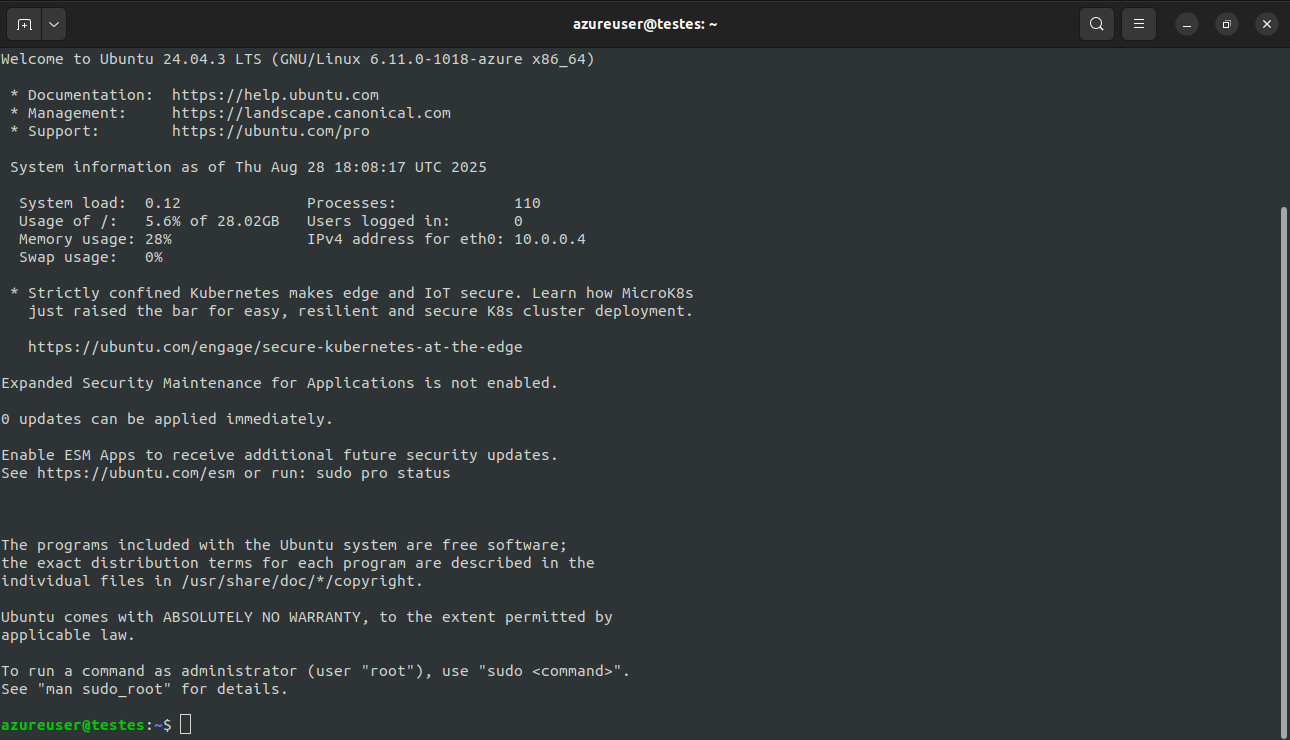 azureuser@testes: ~
Welcome to Ubuntu 24.04.3 LTS (GNU/Linux 6.11.0-1018-azure x86_64)
* Documentation:  https://help.ubuntu.com
* Management:     https://landscape.canonical.com
* Support:        https://ubuntu.com/pro
System information as of Thu Aug 28 18:08:17 UTC 2025
System load:  0.12              Processes:             110
Usage of /:   5.6% of 28.02GB   Users logged in:       0
Memory usage: 28%               IPv4 address for eth0: 10.0.0.4
Swap usage:   0%
* Strictly confined Kubernetes makes edge and IoT secure. Learn how MicroK8s
just raised the bar for easy, resilient and secure K8s cluster deployment.
https://ubuntu.com/engage/secure-kubernetes-at-the-edge
Expanded Security Maintenance for Applications is not enabled.
0 updates can be applied immediately.
Enable ESM Apps to receive additional future security updates.
See https://ubuntu.com/esm or run: sudo pro status
The programs included with the Ubuntu system are free software;
the exact distribution terms for each program are described in the
individual files in /usr/share/doc/*/copyright.
Ubuntu comes with ABSOLUTELY NO WARRANTY, to the extent permitted by
applicable law.
To run a command as administrator (user "root"), use "sudo <command>".
See "man sudo_root" for details.
azureuser@testes:~$